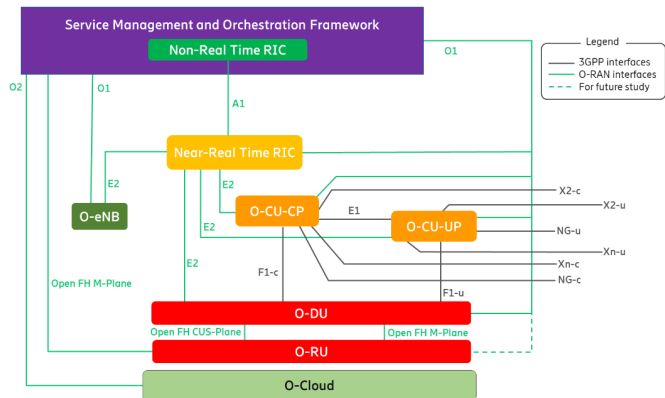 Service Management and Orchestration Framework
Non-Real Time RIC
O1
Legend
3GPP interfaces
O-RAN interfaces
For future study
O2
O1
A1
Near-Real Time RIC
E2
E2
X2-c
O-CU-CP
E1
X2-u
O-eNB
O-CU-UP
NG-u
Xn-u
E2
F1-c
Xn-c
NG-c
Open FH M-Plane
F1-u
O-DU
Open FH CUS-Plane
Open FH M-Plane
O-RU
O-Cloud